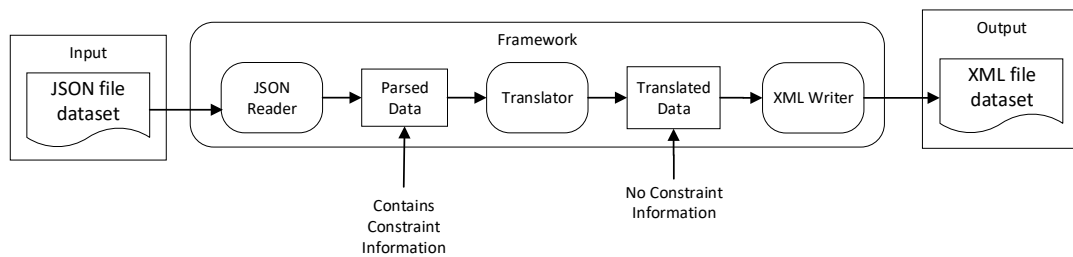 Input
JSON file
dataset
Framework
JSON
Reader
Parsed
Data
Translator
Translated
Data
XML Writer
Output
XML file
dataset
Contains
Constraint
Information
No Constraint
Information